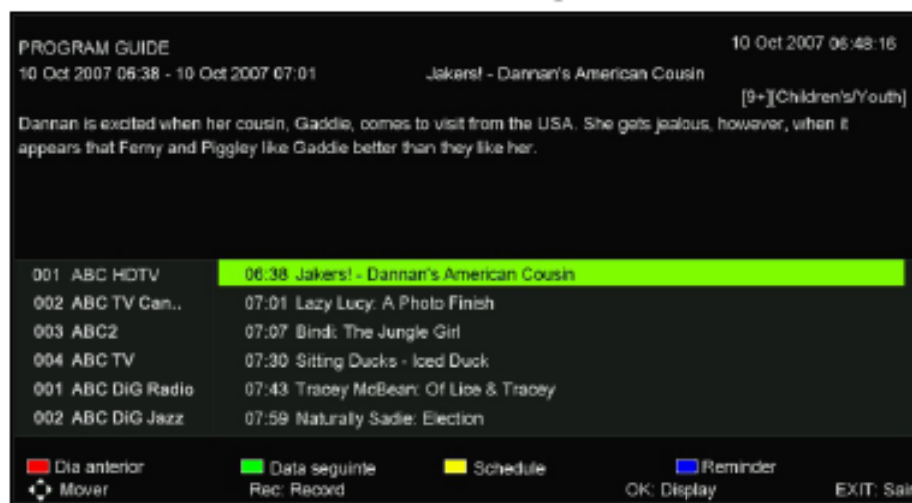 PROGRAM GUIDE 10 Oct 2007 06:48:16
10 Oct 2007 06:38 - 10 Oct 2007 07:01 Jakers! - Dannan's American Cousin
[9+][Children's/Youth]
Dannan is excited when her cousin, Gaddie, comes to visit from the USA. She gets jealous, however, when it
appears that Ferny and Piggley like Gaddie better than they like her.
001 ABC HDTV 06:38 Jakers! - Dannan's American Cousin
002 ABC TV Can.. 07:01 Lazy Lucy: A Photo Finish
003 ABC2 07:07 Bindi: The Jungle Girl
004 ABC TV 07:30 Sitting Ducks - Iced Duck
001 ABC DiG Radio 07:43 Tracey McBean: Of Lice & Tracey
002 ABC DiG Jazz 07:59 Naturally Sadie: Election
Dia anterior Data seguinte Schedule Reminder
Mover Rec: Record OK: Display EXIT: Sair